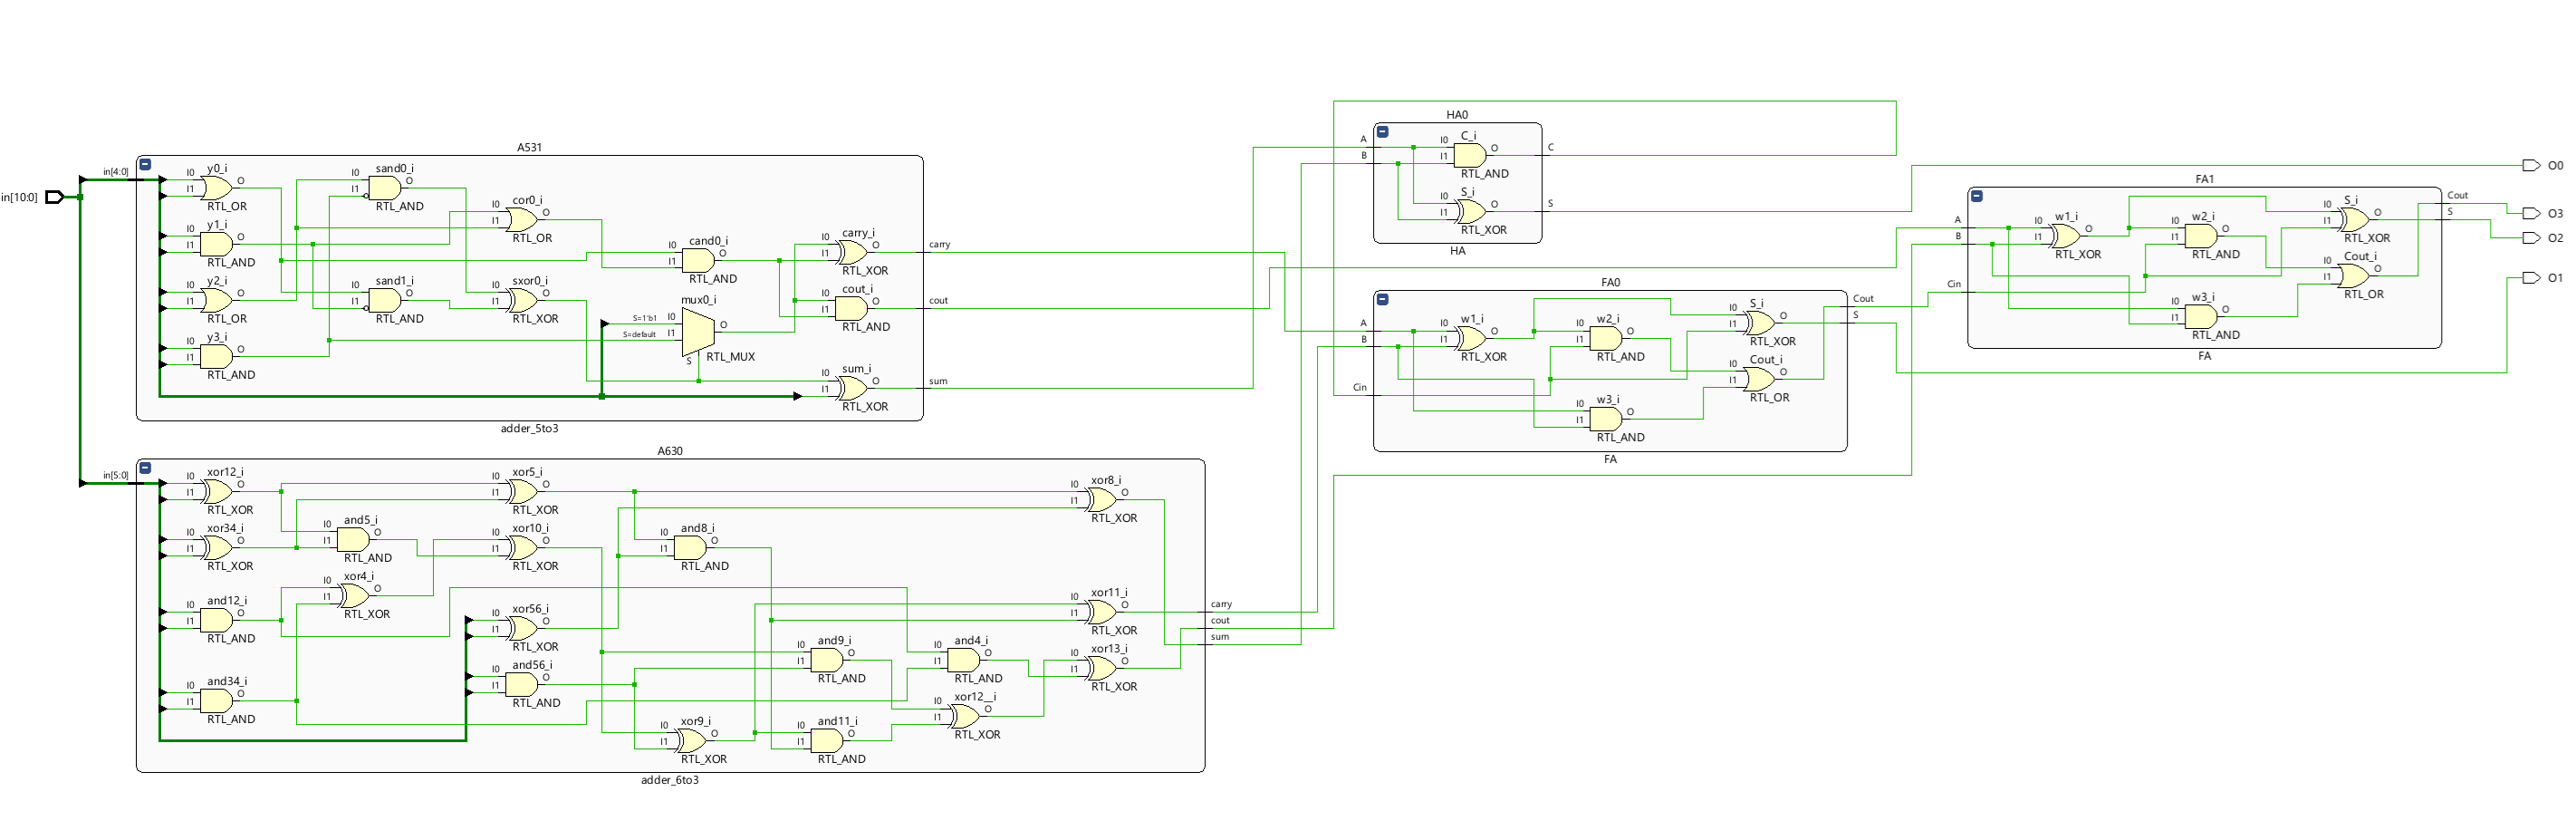 in[10:0]
A531
in[4:0]
I0
I1
y0_i
O
RTL_OR
I0
I1
y1_i
O
RTL_AND
I0
I1
y2_i
O
RTL_OR
I0
I1
y3_i
O
RTL_AND
I0
I1
sand0_i
O
RTL_AND
I0
I1
sand1_i
O
RTL_AND
I0
I1
cor0_i
O
RTL_OR
I0
I1
sxor0_i
O
RTL_XOR
I0
I1
cand0_i
O
RTL_AND
mux0_i
S=1'b1
I0
S=default
I1
O
S
RTL_MUX
I0
I1
carry_i
O
RTL_XOR
I0
I1
cout_i
O
RTL_AND
I0
I1
sum_i
O
RTL_XOR
carry
cout
sum
adder_5to3
A630
in[5:0]
I0
I1
xor12_i
O
RTL_XOR
I0
I1
xor34_i
O
RTL_XOR
I0
I1
and12_i
O
RTL_AND
I0
I1
and34_i
O
RTL_AND
I0
I1
and5_i
O
RTL_AND
I0
I1
xor4_i
O
RTL_XOR
I0
I1
xor5_i
O
RTL_XOR
I0
I1
xor10_i
O
RTL_XOR
I0
I1
xor56_i
O
RTL_XOR
I0
I1
and56_i
O
RTL_AND
I0
I1
and8_i
O
RTL_AND
I0
I1
xor9_i
O
RTL_XOR
I0
I1
and9_i
O
RTL_AND
I0
I1
and11_i
O
RTL_AND
I0
I1
and4_i
O
RTL_AND
I0
I1
xor12__i
O
RTL_XOR
I0
I1
xor8_i
O
RTL_XOR
I0
I1
xor11_i
O
RTL_XOR
I0
I1
xor13_i
O
RTL_XOR
carry
cout
sum
adder_6to3
HA0
A
B
I0
I1
C_i
O
RTL_AND
I0
I1
S_i
O
RTL_XOR
C
S
HA
FA0
A
B
Cin
I0
I1
w1_i
O
RTL_XOR
I0
I1
w2_i
O
RTL_AND
I0
I1
w3_i
O
RTL_AND
I0
I1
S_i
O
RTL_XOR
I0
I1
Cout_i
O
RTL_OR
Cout
S
FA
FA1
A
B
Cin
I0
I1
w1_i
O
RTL_XOR
I0
I1
w2_i
O
RTL_AND
I0
I1
w3_i
O
RTL_AND
I0
I1
S_i
O
RTL_XOR
I0
I1
Cout_i
O
RTL_OR
Cout
S
FA
O0
O3
O2
O1